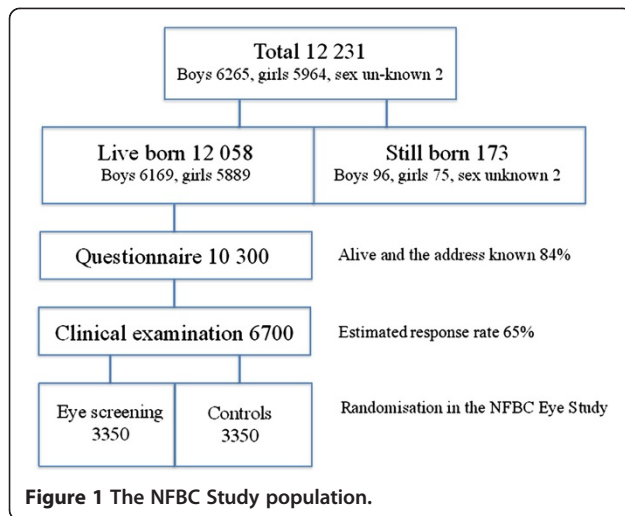 Total 12 231
Boys 6265, girls 5964, sex un-known 2
Live born 12 058
Boys 6169, girls 5889
Still born 173
Boys 96, girls 75, sex unknown 2
Questionnaire 10 300
Alive and the address known 84%
Clinical examination 6700
Estimated response rate 65%
Eye screening
3350
Controls
3350
Randomisation in the NFBC Eye Study
Figure 1 The NFBC Study population.